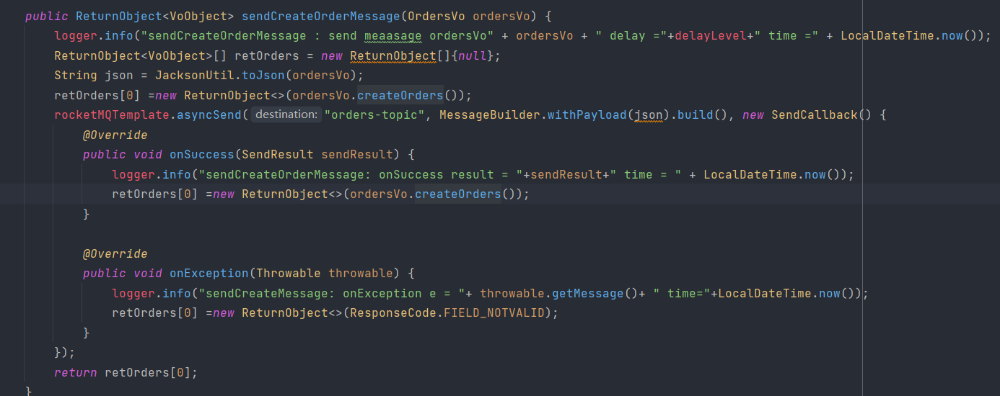 public ReturnObject<VoObject> sendCreateOrderMessage(OrdersVo ordersVo) {
logger.info("sendCreateOrderMessage : send meaasage ordersVo" + ordersVo + " delay ="+delayLevel+" time =" + LocalDateTime.now());
ReturnObject<VoObject>[] retOrders = new ReturnObject[]{null};
String json = JacksonUtil.toJson(ordersVo);
retOrders[0] =new ReturnObject<>(ordersVo.createOrders());
rocketMQTemplate.asyncSend( destination: "orders-topic", MessageBuilder.withPayload(json).build(), new SendCallback() {
@Override
public void onSuccess(SendResult sendResult) {
logger.info("sendCreateOrderMessage: onSuccess result = "+sendResult+" time = " + LocalDateTime.now());
retOrders[0] =new ReturnObject<>(ordersVo.createOrders());
}
@Override
public void onException(Throwable throwable) {
logger.info("sendCreateMessage: onException e = "+ throwable.getMessage()+ " time="+LocalDateTime.now());
retOrders[0] =new ReturnObject<>(ResponseCode.FIELD_NOTVALID);
}
});
return retOrders[0];
}